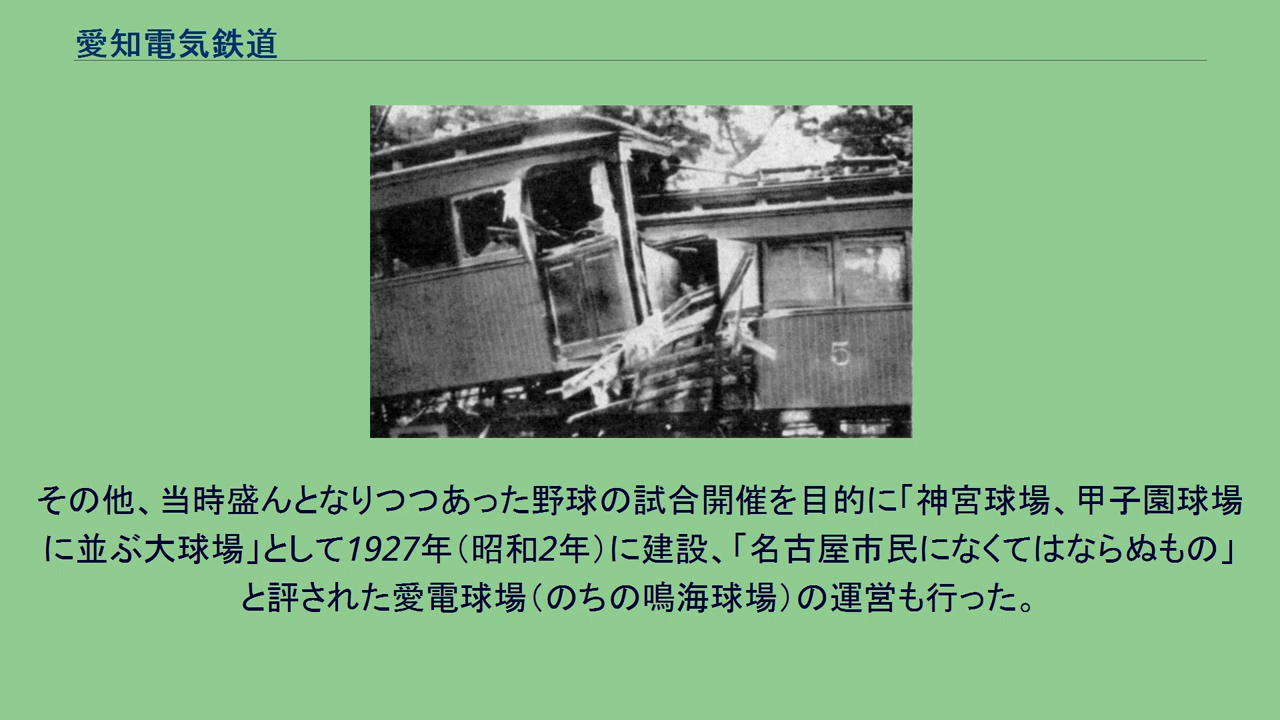 愛知電気鉄道
5
その他、当時盛んとなりつつあった野球の試合開催を目的に「神宮球場、甲子園球場
に並ぶ大球場」として1927年（昭和2年）に建設、「名古屋市民になくてはならぬもの」
と評された愛電球場（のちの鳴海球場）の運営も行った。